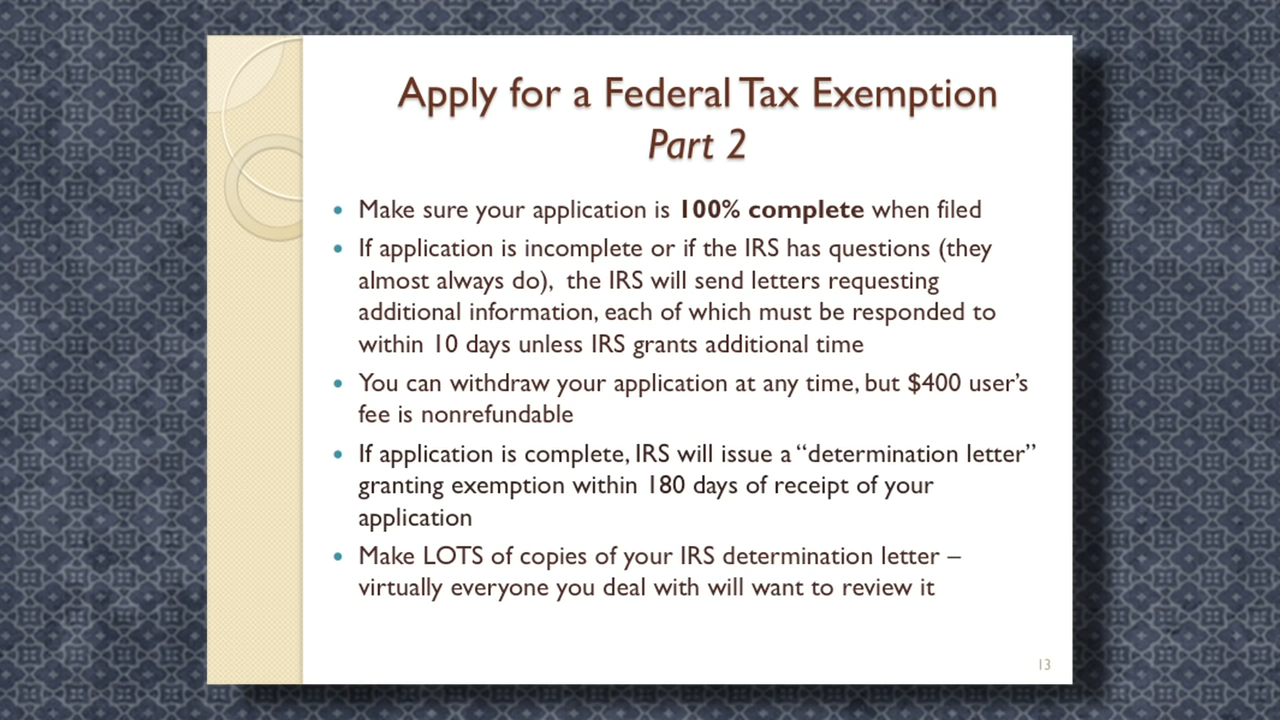 Apply for a Federal Tax Exemption
Part 2
• Make sure your application is 100% complete when filed
• If application is incomplete or if the IRS has questions (they
almost always do),  the IRS will send letters requesting
additional information, each of which must be responded to
within 10 days unless IRS grants additional time
• You can withdraw your application at any time, but $400 user’s
fee is nonrefundable
• If application is complete, IRS will issue a “determination letter”
granting exemption within 180 days of receipt of your
application
• Make LOTS of copies of your IRS determination letter –
virtually everyone you deal with will want to review it
13